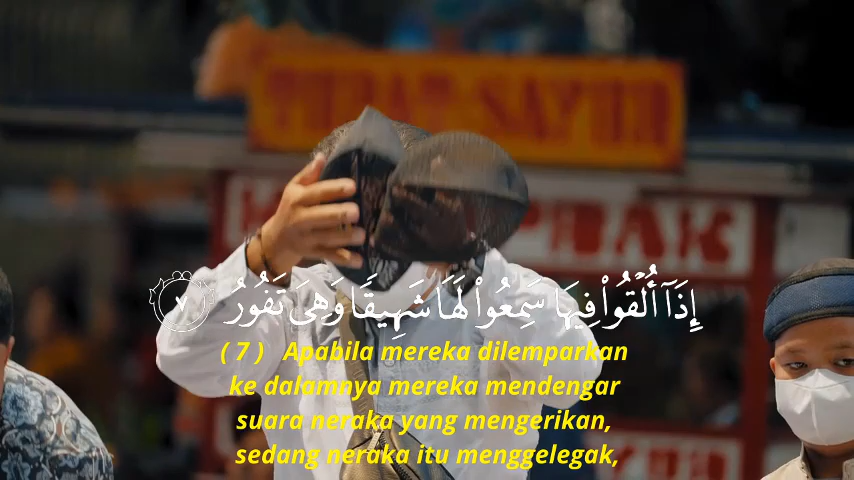 إِذَآ أُلْقُوا۟ فِيهَا سَمِعُوا۟ لَهَا شَهِيقًا وَهِىَ تَفُورُ ٧
( 7 ) Apabila mereka dilemparkan
ke dalamnya mereka mendengar
suara neraka yang mengerikan,
sedang neraka itu menggelegak,